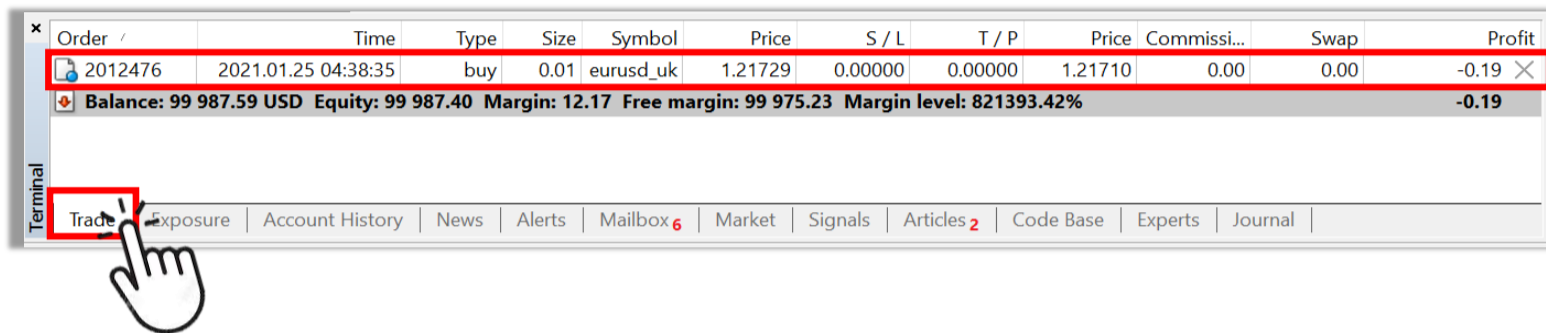 Order / Time Type Size Symbol Price S / L T / P Price Commissi... Swap Profit
2012476 2021.01.25 04:38:35 buy 0.01 eurusd_uk 1.21729 0.00000 0.00000 1.21710 0.00 0.00 -0.19
Balance: 99 987.59 USD Equity: 99 987.40 Margin: 12.17 Free margin: 99 975.23 Margin level: 821393.42% -0.19
Terminal
Trade Exposure Account History News Alerts Mailbox 6 Market Signals Articles 2 Code Base Experts Journal